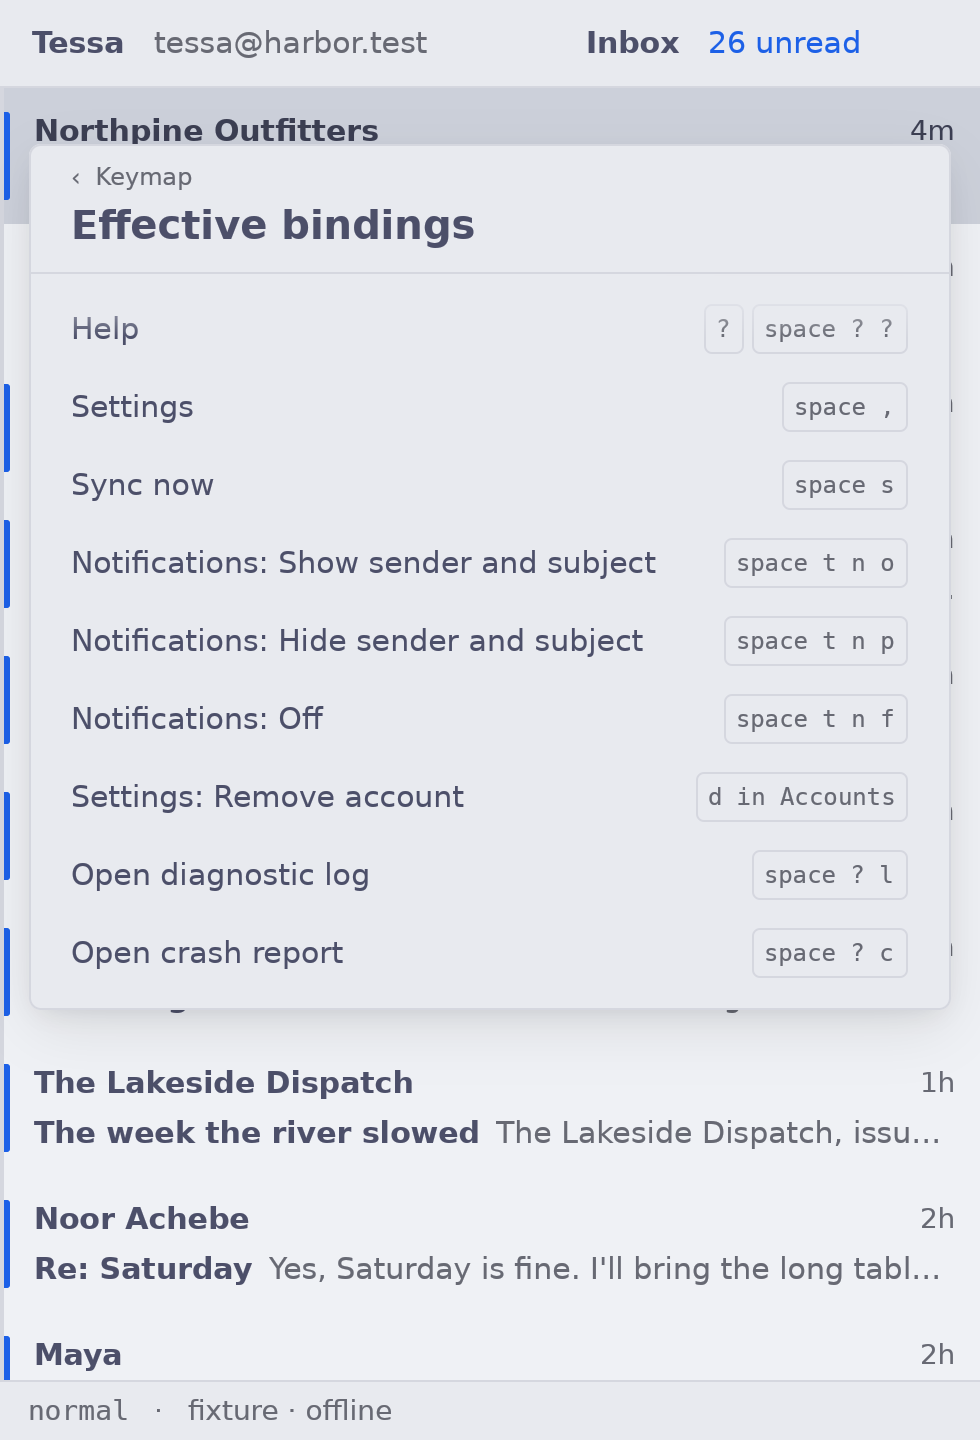 Tessa tessa@harbor.test Inbox 26 unread
Northpine Outfitters 4m
‹ Keymap
Effective bindings
Help ? space ? ?
Settings space ,
Sync now space s
Notifications: Show sender and subject space t n o
Notifications: Hide sender and subject space t n p
Notifications: Off space t n f
Settings: Remove account d in Accounts
Open diagnostic log space ? l
Open crash report space ? c
The Lakeside Dispatch 1h
The week the river slowed The Lakeside Dispatch, issu…
Noor Achebe 2h
Re: Saturday Yes, Saturday is fine. I'll bring the long tabl…
Maya 2h
normal · fixture · offline